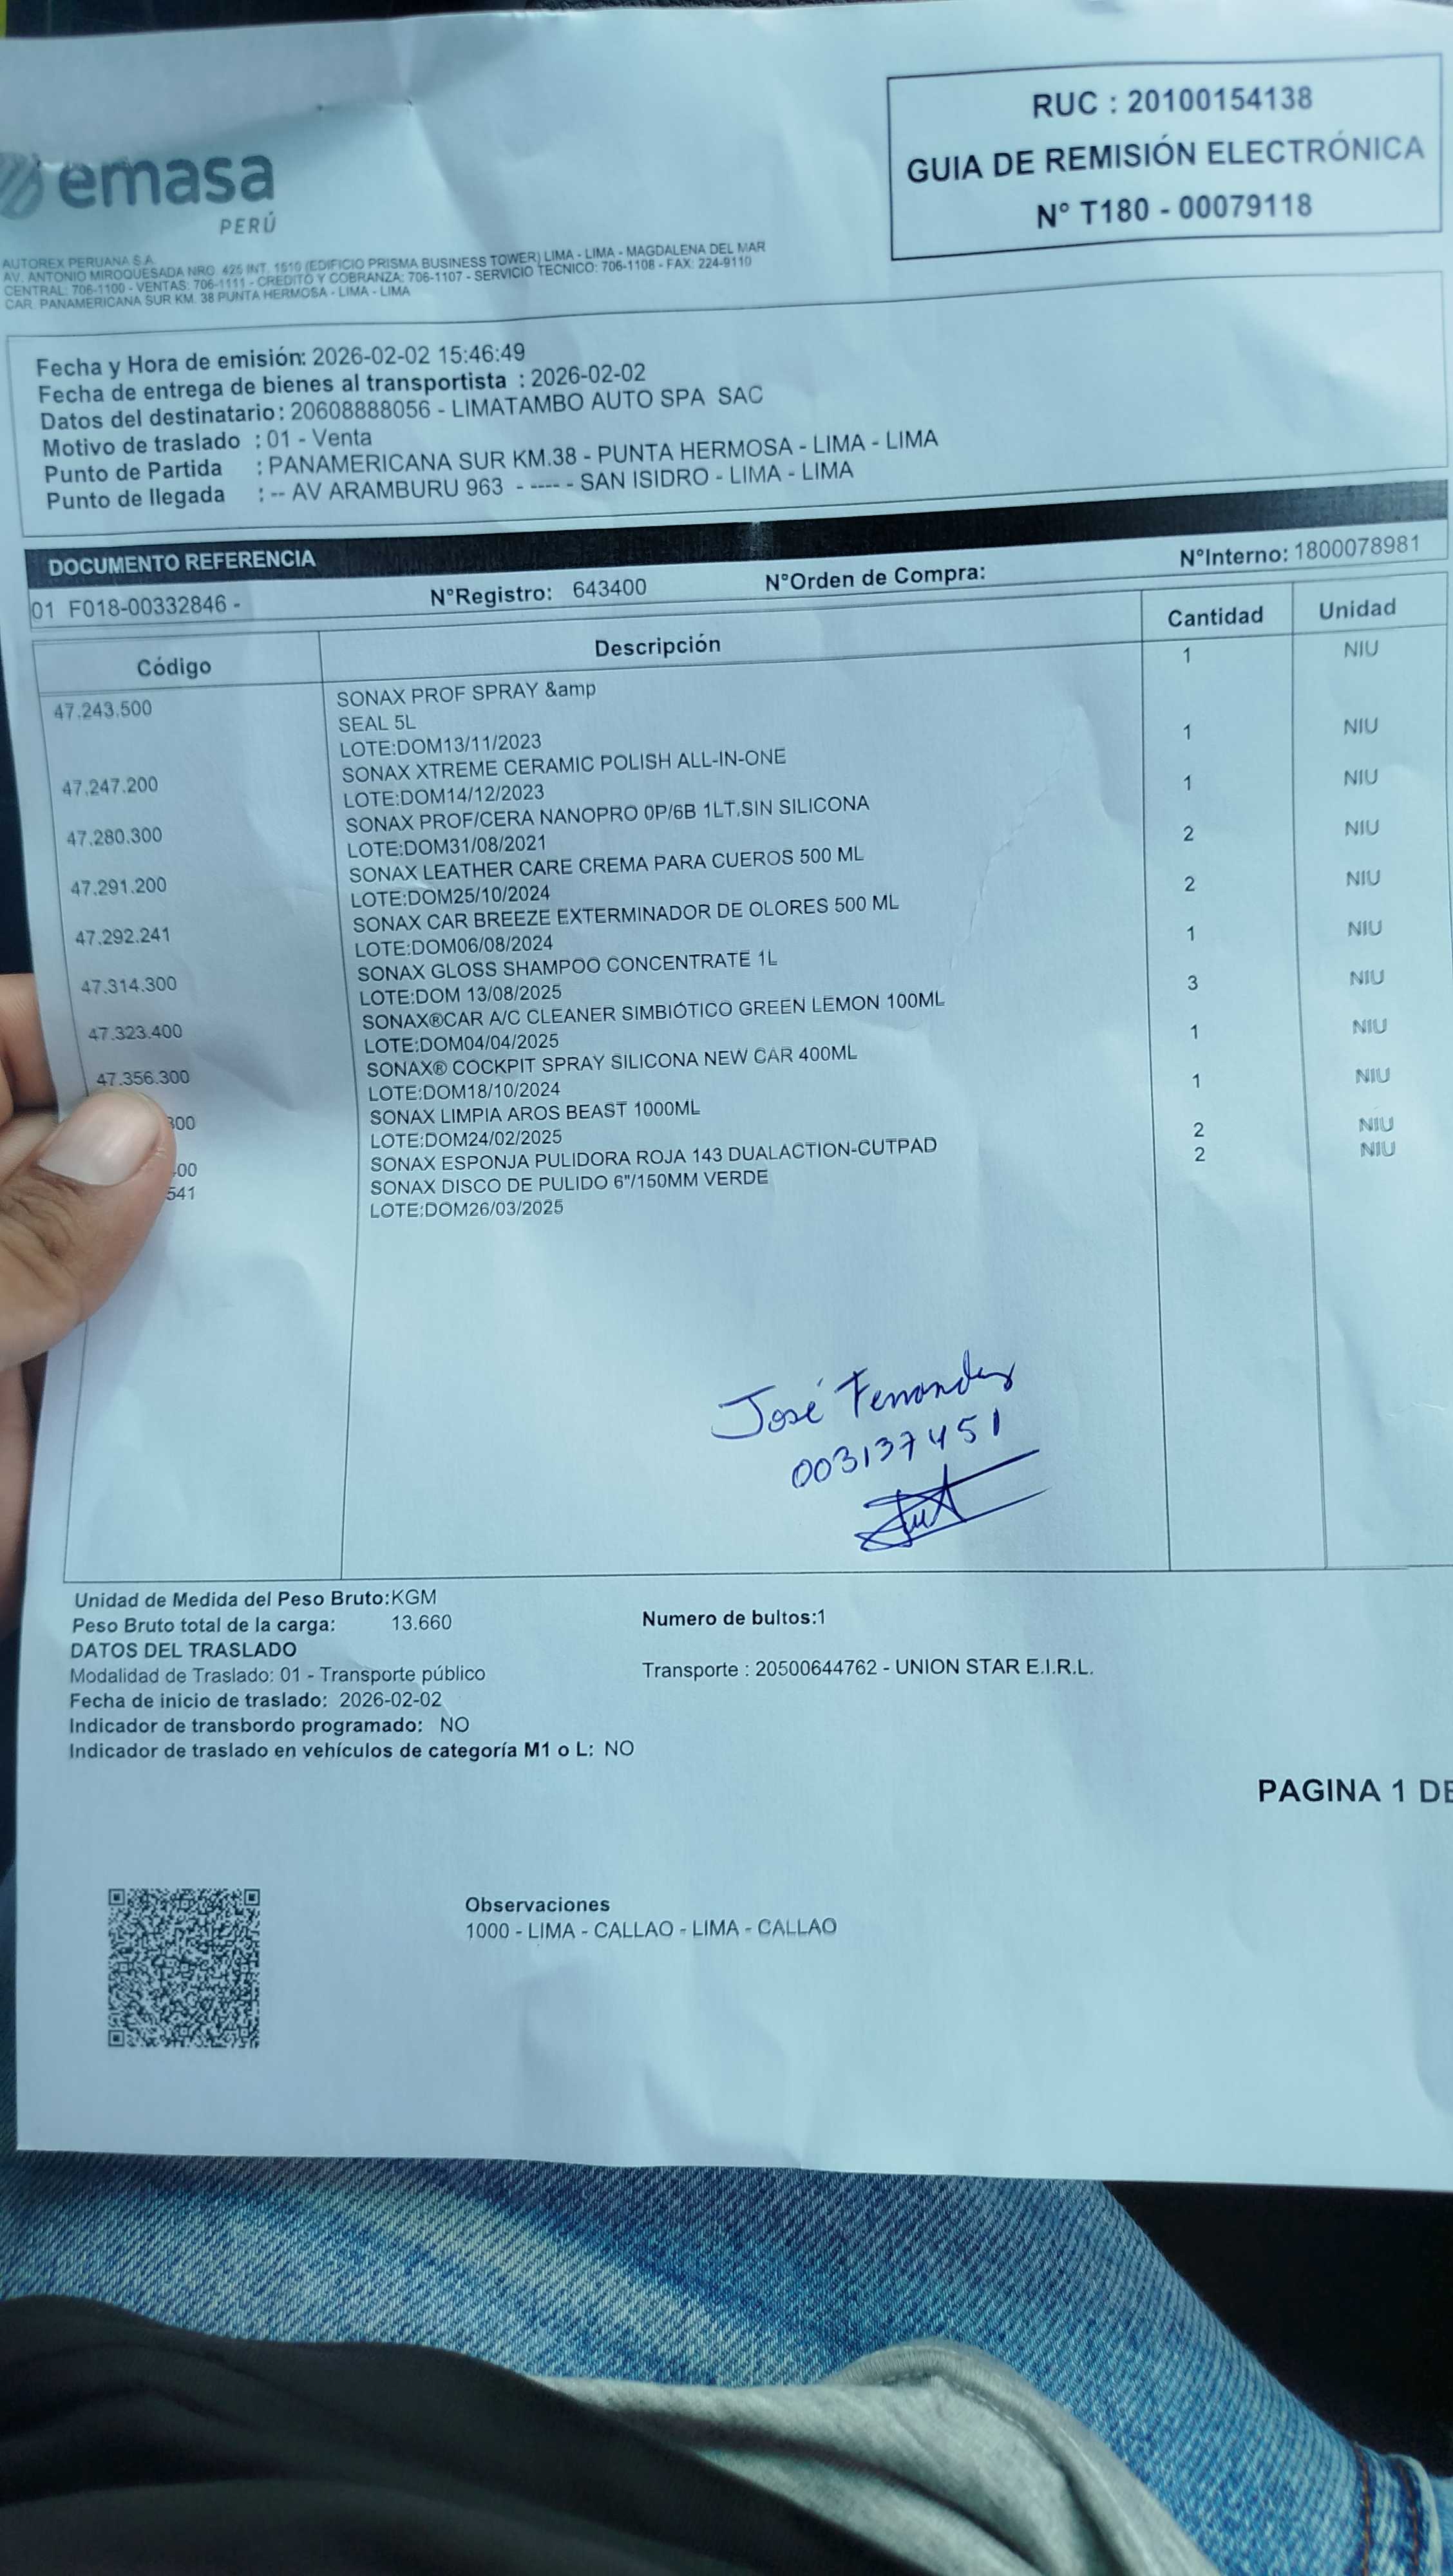 emasa
PERÚ
RUC : 20100154138
GUIA DE REMISIÓN ELECTRÓNICA
N° T180 - 00079118
AUTOREX PERUANA S.A.
AV. ANTONIO MIROQUESADA NRO. 425 INT. 1510 (EDIFICIO PRISMA BUSINESS TOWER) LIMA - LIMA - MAGDALENA DEL MAR
CENTRAL: 706-1100 - VENTAS: 706-1111 - CREDITO Y COBRANZA: 706-1107 - SERVICIO TECNICO: 706-1108 - FAX: 224-9110
CAR. PANAMERICANA SUR KM. 38 PUNTA HERMOSA - LIMA - LIMA
Fecha y Hora de emisión: 2026-02-02 15:46:49
Fecha de entrega de bienes al transportista : 2026-02-02
Datos del destinatario: 20608888056 - LIMATAMBO AUTO SPA SAC
Motivo de traslado : 01 - Venta
Punto de Partida : PANAMERICANA SUR KM.38 - PUNTA HERMOSA - LIMA - LIMA
Punto de llegada : -- AV ARAMBURU 963 - ---- - SAN ISIDRO - LIMA - LIMA
DOCUMENTO REFERENCIA
01 F018-00332846 - N°Registro: 643400 N°Orden de Compra: N°Interno: 1800078981
Código Descripción Cantidad Unidad
47.243.500 SONAX PROF SPRAY &amp 1 NIU
SEAL 5L
LOTE:DOM13/11/2023
47.247.200 SONAX XTREME CERAMIC POLISH ALL-IN-ONE 1 NIU
LOTE:DOM14/12/2023
47.280.300 SONAX PROF/CERA NANOPRO 0P/6B 1LT.SIN SILICONA 1 NIU
LOTE:DOM31/08/2021
47.291.200 SONAX LEATHER CARE CREMA PARA CUEROS 500 ML 2 NIU
LOTE:DOM25/10/2024
47.292.241 SONAX CAR BREEZE EXTERMINADOR DE OLORES 500 ML 2 NIU
LOTE:DOM06/08/2024
47.314.300 SONAX GLOSS SHAMPOO CONCENTRATE 1L 1 NIU
LOTE:DOM 13/08/2025
47.323.400 SONAX®CAR A/C CLEANER SIMBIÓTICO GREEN LEMON 100ML 3 NIU
LOTE:DOM04/04/2025
47.356.300 SONAX® COCKPIT SPRAY SILICONA NEW CAR 400ML 1 NIU
LOTE:DOM18/10/2024
300 SONAX LIMPIA AROS BEAST 1000ML 1 NIU
LOTE:DOM24/02/2025
.00 SONAX ESPONJA PULIDORA ROJA 143 DUALACTION-CUTPAD 2 NIU
541 SONAX DISCO DE PULIDO 6"/150MM VERDE 2 NIU
LOTE:DOM26/03/2025
José Fernandez
003137451
Unidad de Medida del Peso Bruto:KGM
Peso Bruto total de la carga: 13.660 Numero de bultos:1
DATOS DEL TRASLADO
Modalidad de Traslado: 01 - Transporte público Transporte : 20500644762 - UNION STAR E.I.R.L.
Fecha de inicio de traslado: 2026-02-02
Indicador de transbordo programado: NO
Indicador de traslado en vehículos de categoría M1 o L: NO
PAGINA 1 DE
Observaciones
1000 - LIMA - CALLAO - LIMA - CALLAO